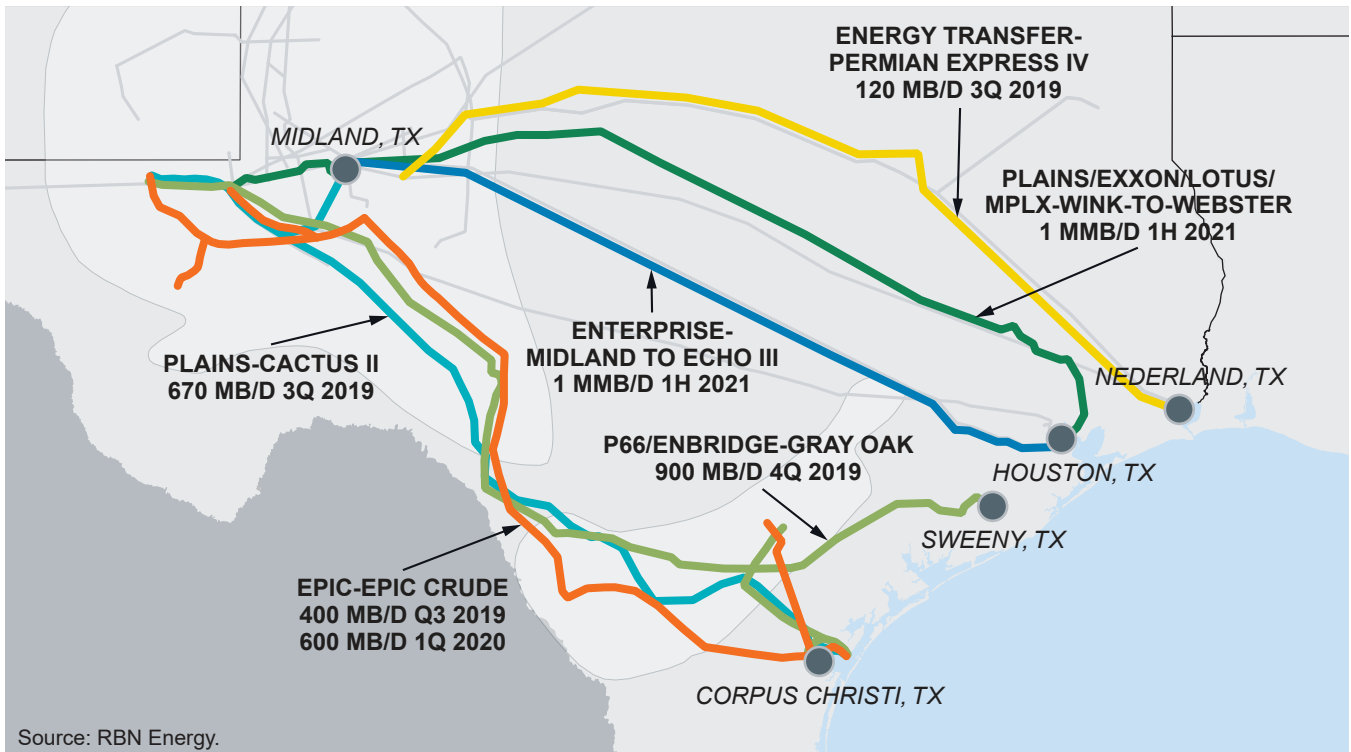 ENERGY TRANSFER-
PERMIAN EXPRESS IV
120 MB/D 3Q 2019
MIDLAND, TX
PLAINS/EXXON/LOTUS/
MPLX-WINK-TO-WEBSTER
1 MMB/D 1H 2021
ENTERPRISE-
MIDLAND TO ECHO III
1 MMB/D 1H 2021
PLAINS-CACTUS II
670 MB/D 3Q 2019
NEDERLAND, TX
P66/ENBRIDGE-GRAY OAK
900 MB/D 4Q 2019
HOUSTON, TX
SWEENY, TX
EPIC-EPIC CRUDE
400 MB/D Q3 2019
600 MB/D 1Q 2020
CORPUS CHRISTI, TX
Source: RBN Energy.